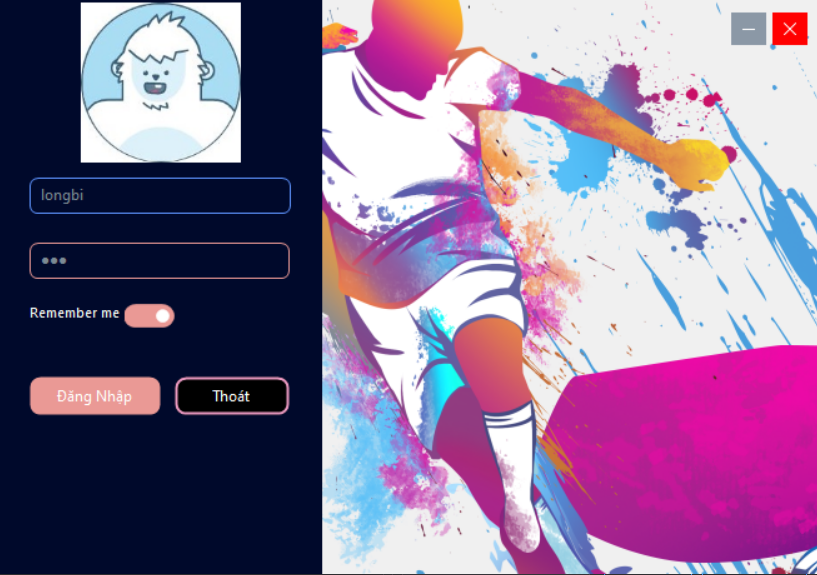 longbi
●●●
Remember me
Đăng Nhập
Thoát